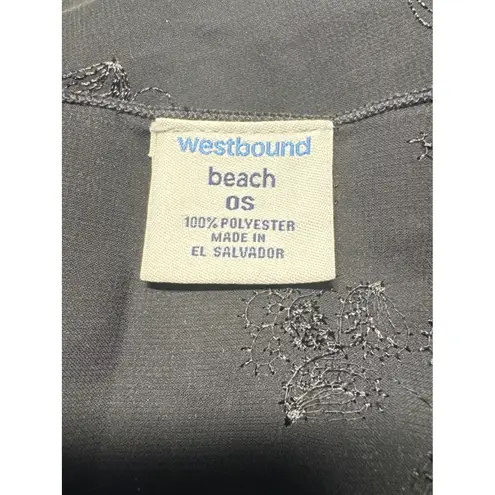 westbound
beach
OS
100% POLYESTER
MADE IN
EL SALVADOR